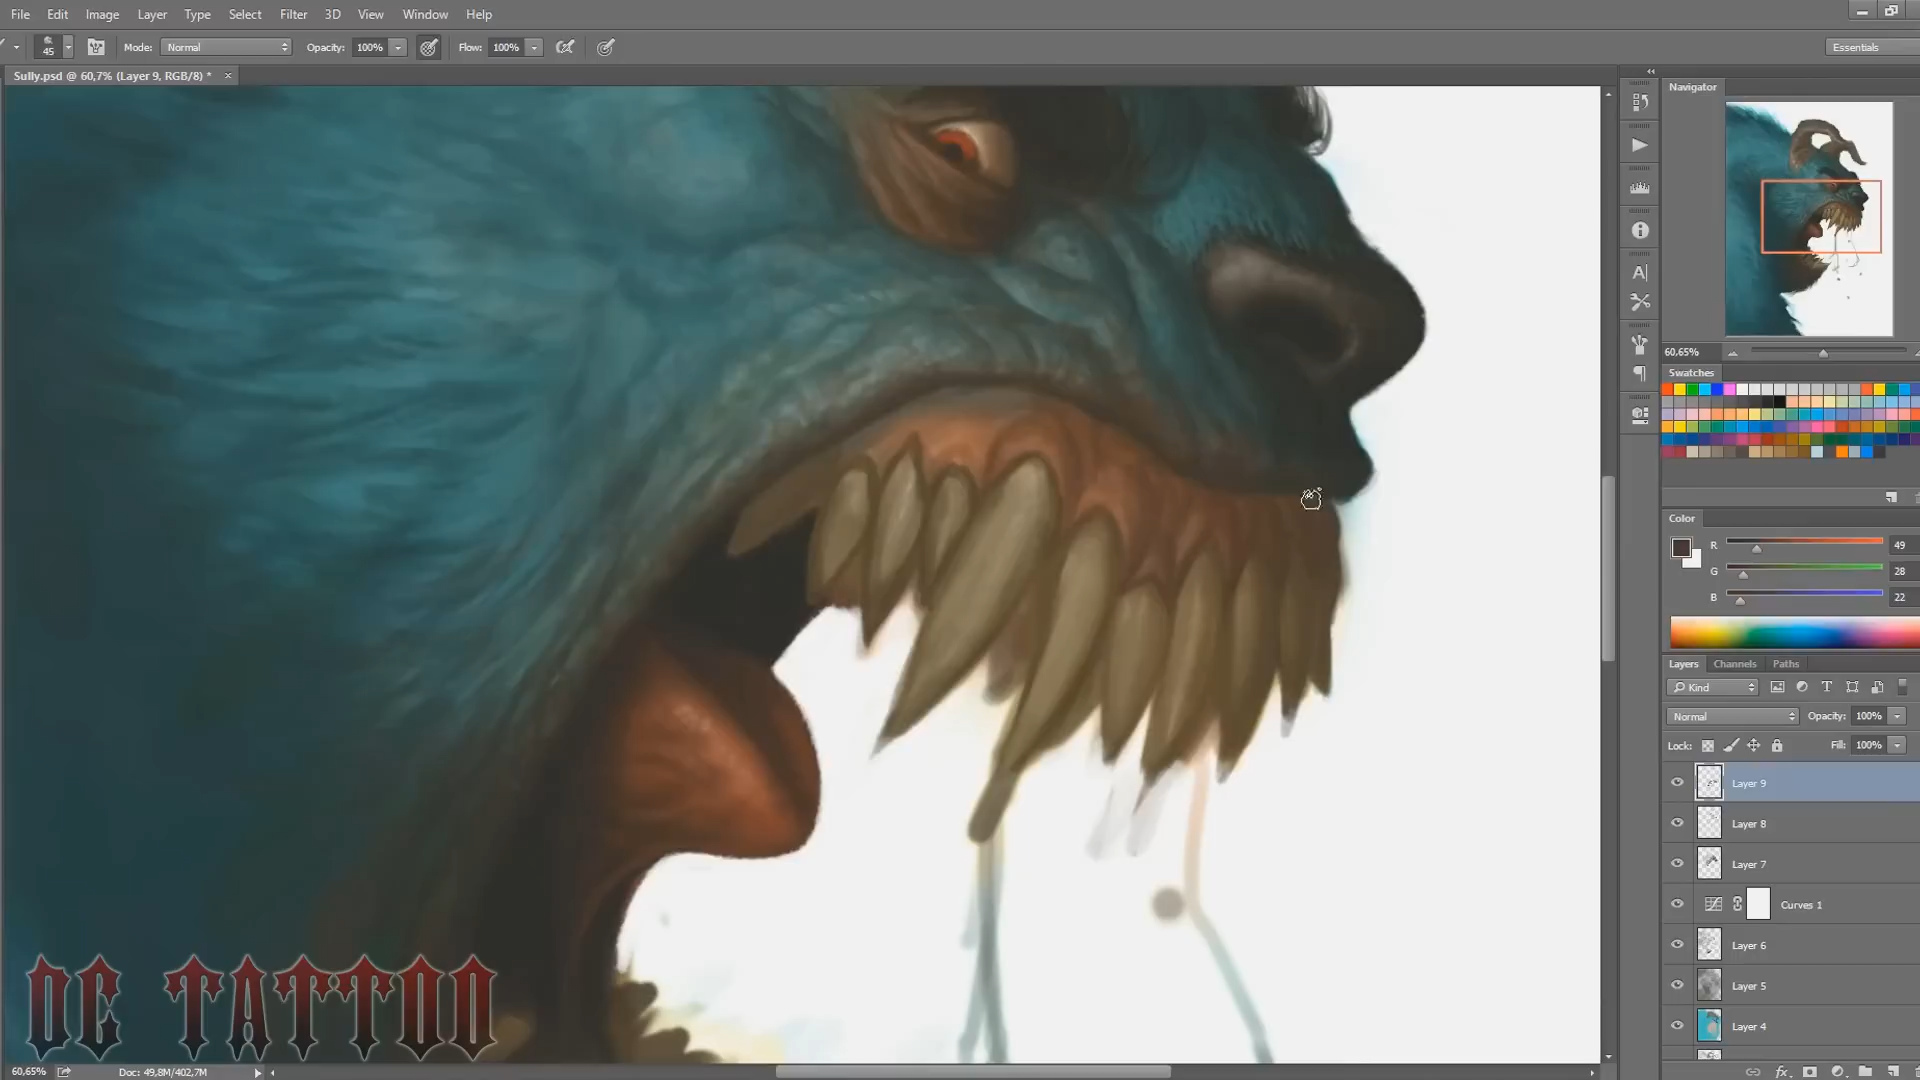 File Edit Image Layer Type Select Filter 3D View Window Help
45 Mode: Normal Opacity: 100% Flow: 100% Essentials
Sully.psd @ 60,7% (Layer 9, RGB/8) * ×
Navigator
60,65%
Swatches
Color
R 49
G 28
B 22
Layers Channels Paths
Kind
Normal Opacity: 100%
Lock: Fill: 100%
Layer 9
Layer 8
Layer 7
Curves 1
Layer 6
Layer 5
Layer 4
DE TATTOO
60,65% Doc: 49,8M/402,7M